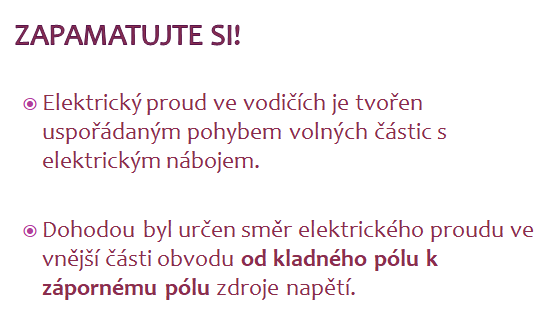 ZAPAMATUJTE SI!
Elektrický proud ve vodičích je tvořen
uspořádaným pohybem volných částic s
elektrickým nábojem.
Dohodou byl určen směr elektrického proudu ve
vnější části obvodu od kladného pólu k
zápornému pólu zdroje napětí.